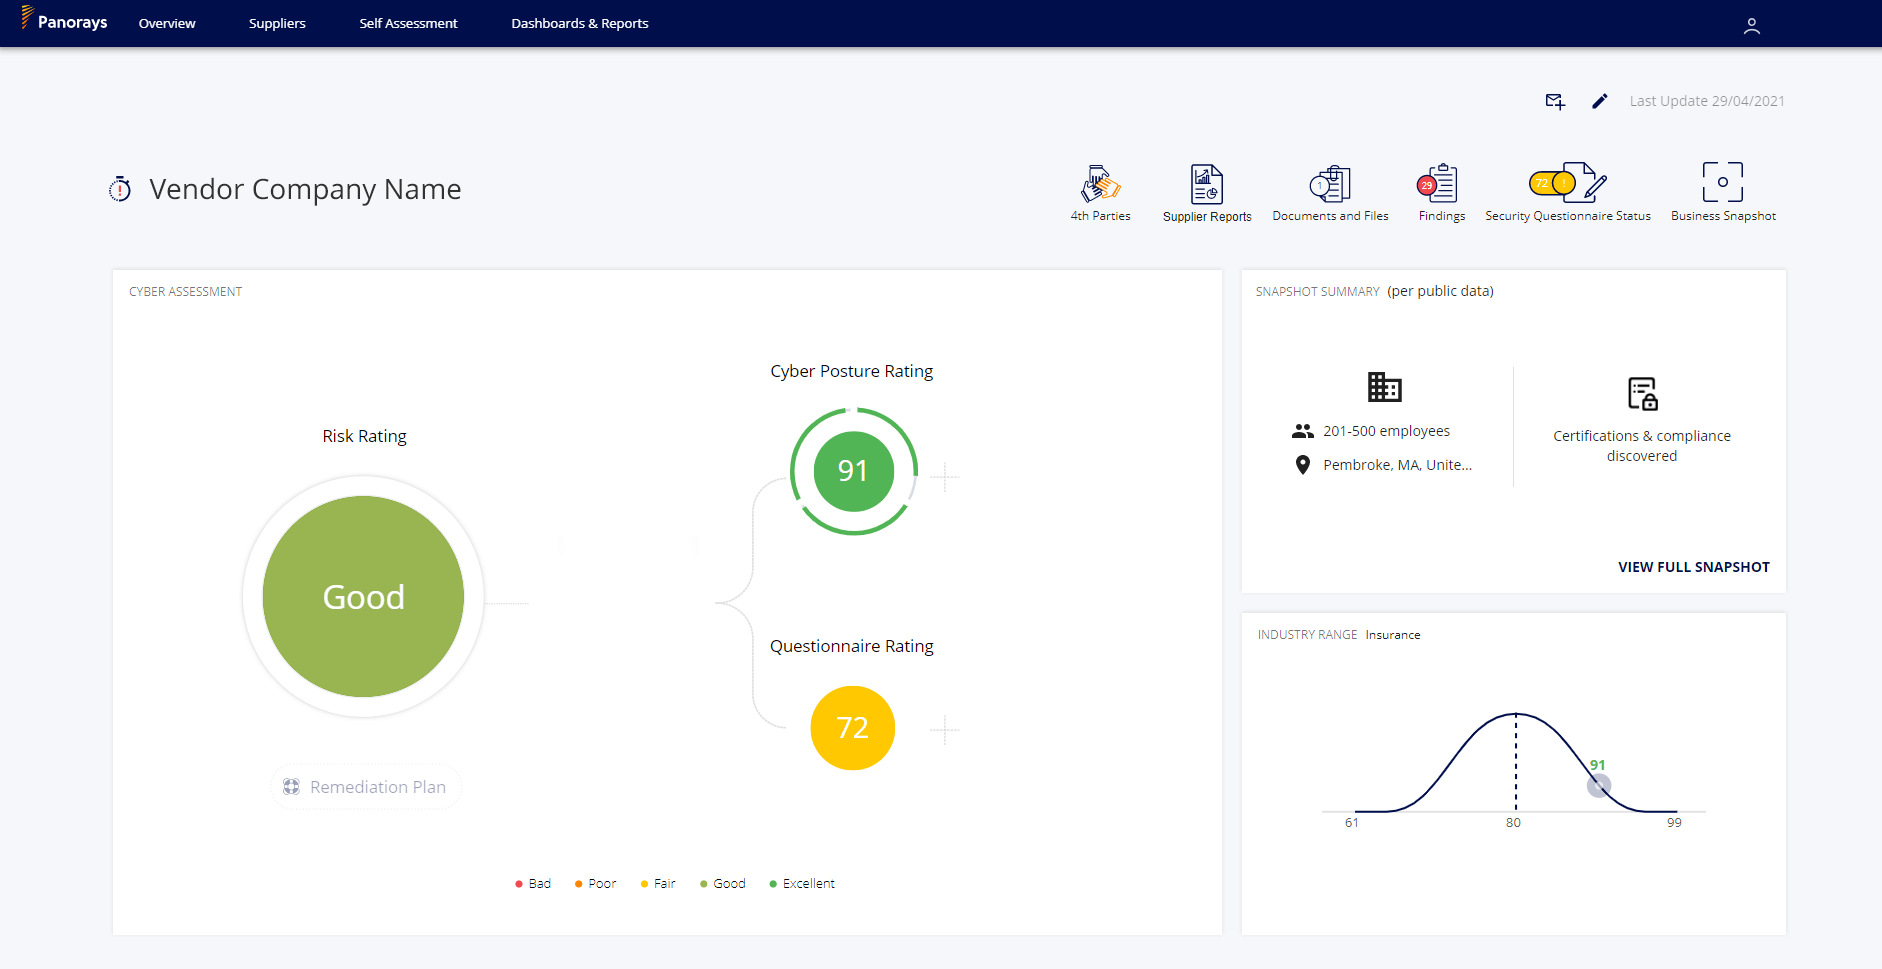 Panorays
Overview
Suppliers
Self Assessment
Dashboards & Reports
Last Update 29/04/2021
Vendor Company Name
4th Parties
Supplier Reports
1
Documents and Files
29
Findings
72 !
Security Questionnaire Status
Business Snapshot
CYBER ASSESSMENT
Risk Rating
Good
Remediation Plan
Cyber Posture Rating
91
Questionnaire Rating
72
Bad
Poor
Fair
Good
Excellent
SNAPSHOT SUMMARY (per public data)
201-500 employees
Pembroke, MA, Unite...
Certifications & compliance
discovered
VIEW FULL SNAPSHOT
INDUSTRY RANGE Insurance
91
61
80
99